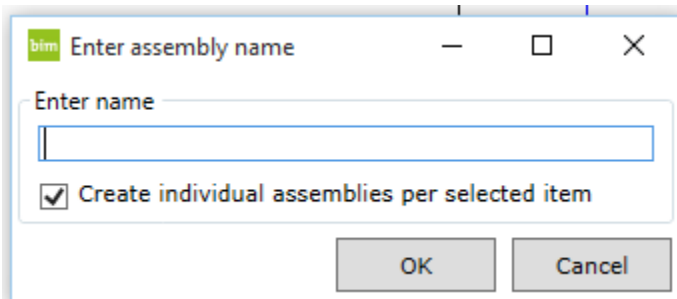 bim Enter assembly name
Enter name
Create individual assemblies per selected item
OK Cancel